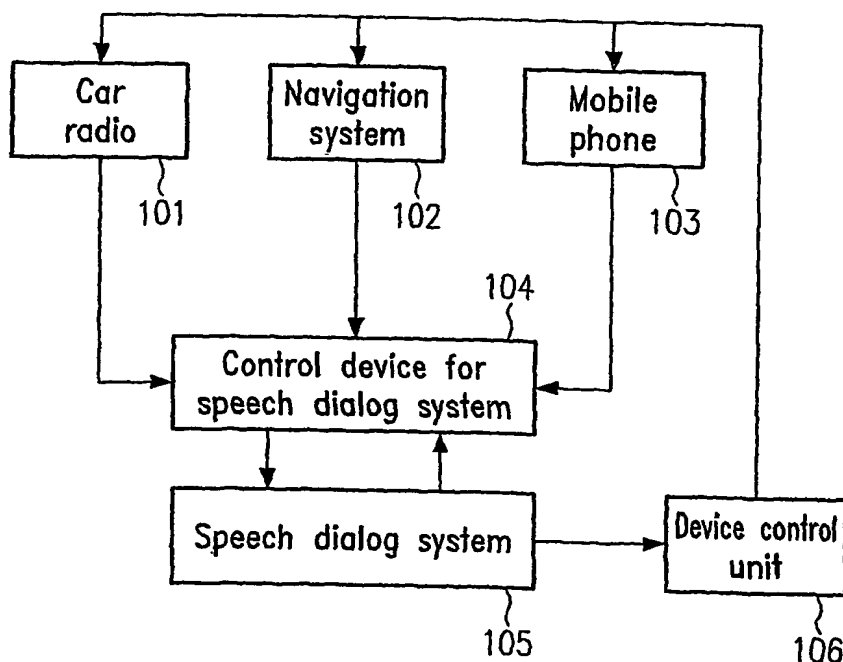 Car
radio
101
Navigation
system
102
Mobile
phone
103
104
Control device for
speech dialog system
Speech dialog system
105
Device control
unit
106